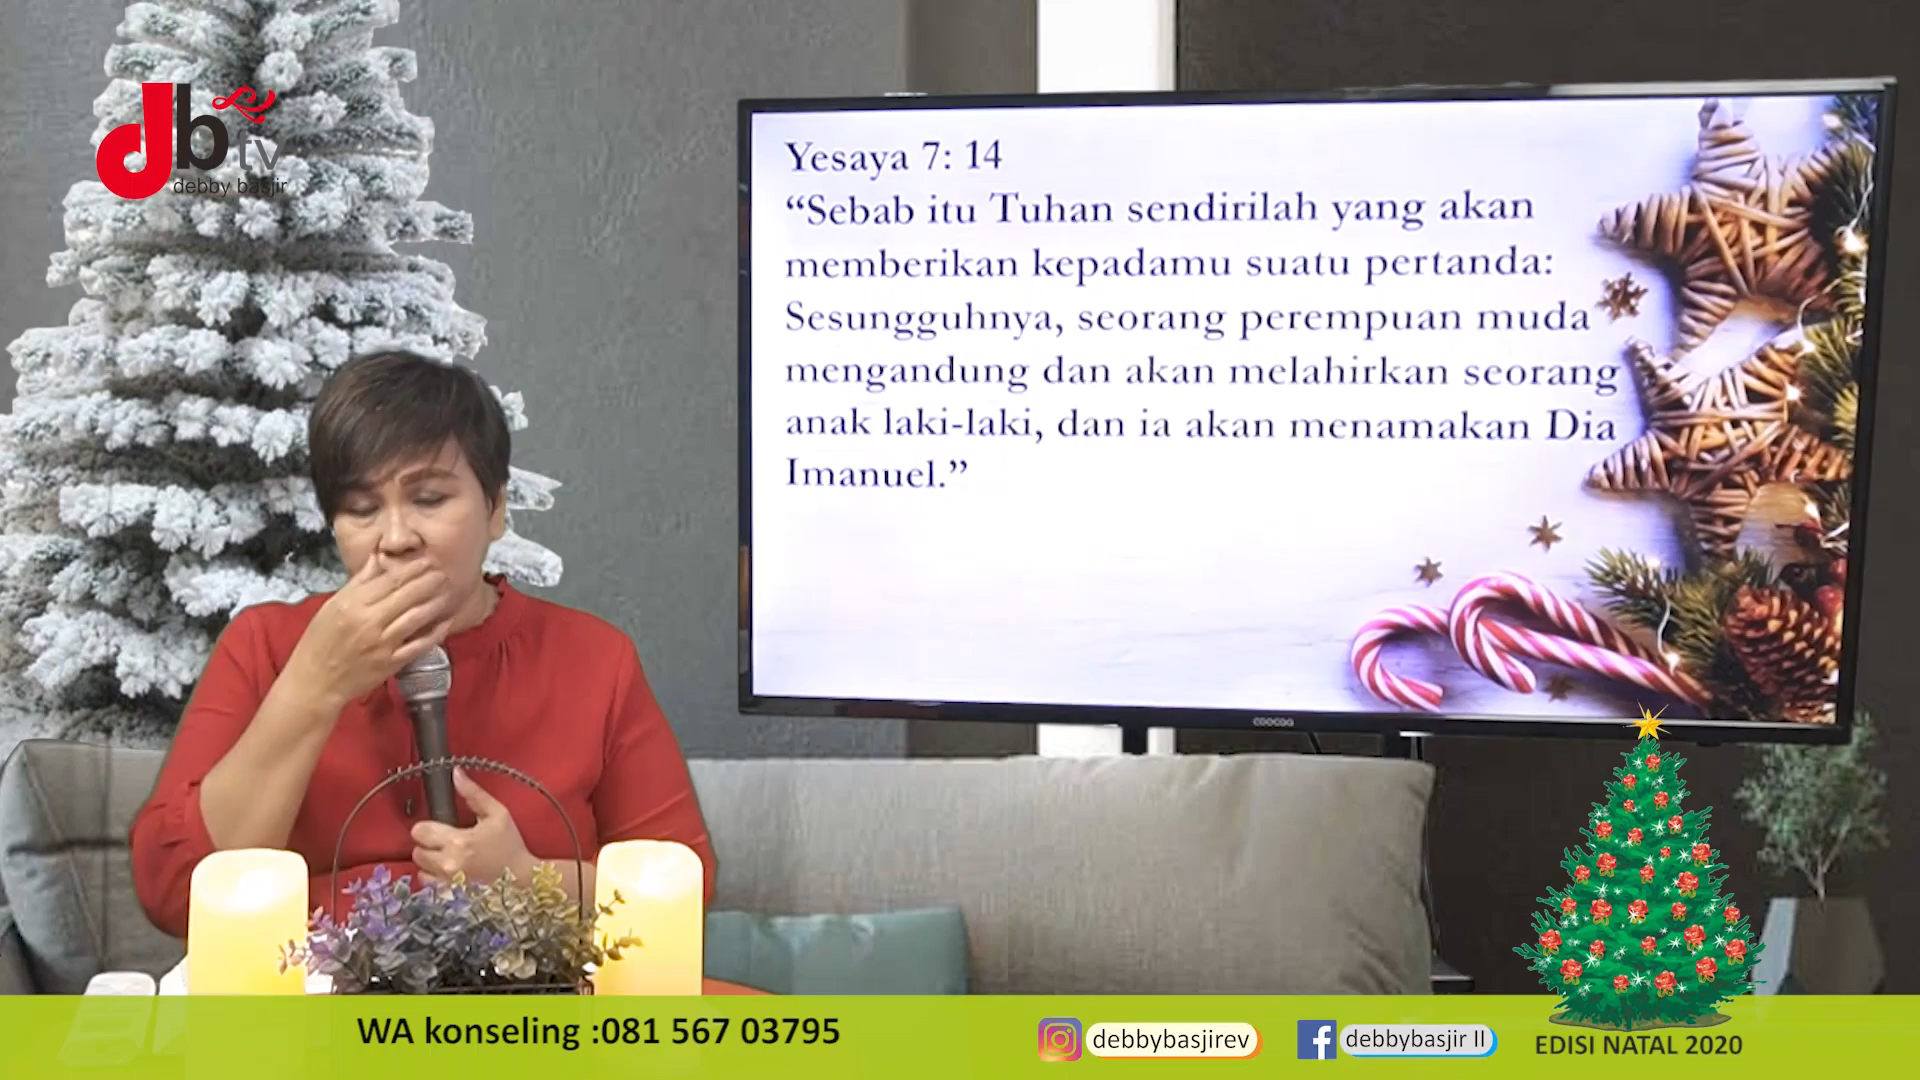 db tv
debby basjir
Yesaya 7: 14
“Sebab itu Tuhan sendirilah yang akan
memberikan kepadamu suatu pertanda:
Sesungguhnya, seorang perempuan muda
mengandung dan akan melahirkan seorang
anak laki-laki, dan ia akan menamakan Dia
Imanuel.”
WA konseling :081 567 03795
debbybasjirev
debbybasjir II
EDISI NATAL 2020